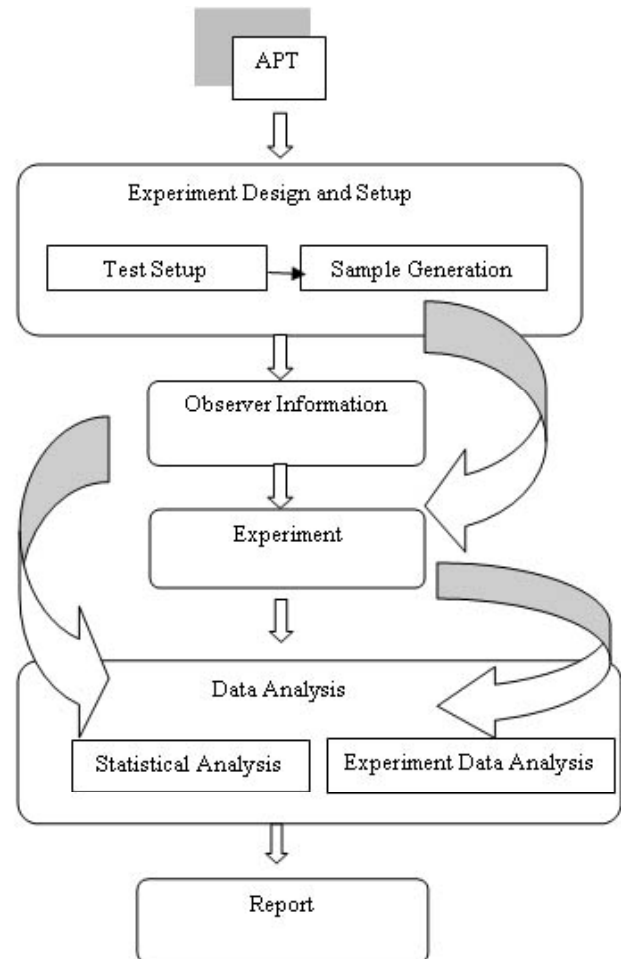 APT
Experiment Design and Setup
Test Setup
Sample Generation
Observer Information
Experiment
Data Analysis
Statistical Analysis
Experiment Data Analysis
Report